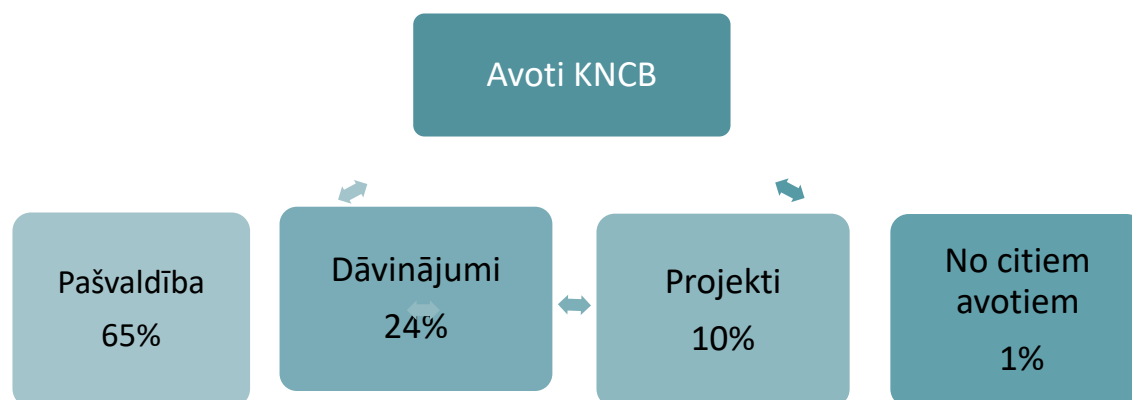 Avoti KNCB
Pašvaldība
65%
Dāvinājumi
24%
Projekti
10%
No citiem
avotiem
1%